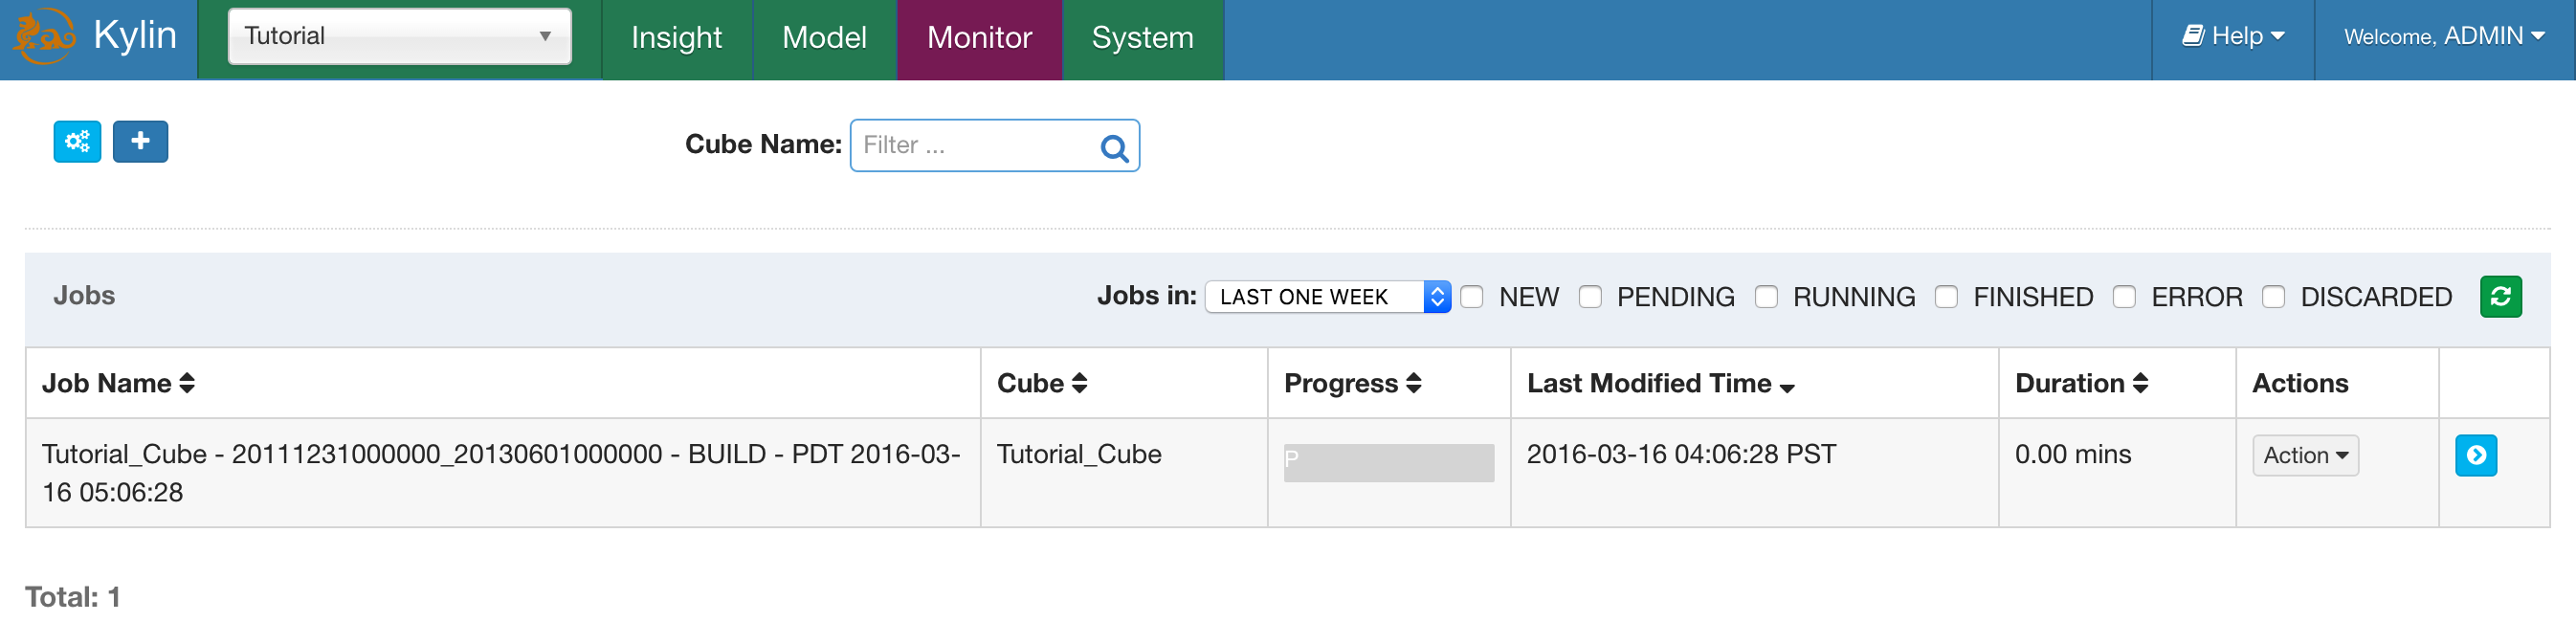 Kylin Tutorial Insight Model Monitor System Help Welcome, ADMIN
Cube Name: Filter ...
Jobs Jobs in: LAST ONE WEEK NEW PENDING RUNNING FINISHED ERROR DISCARDED
Job Name Cube Progress Last Modified Time Duration Actions
Tutorial_Cube - 20111231000000_20130601000000 - BUILD - PDT 2016-03- Tutorial_Cube P 2016-03-16 04:06:28 PST 0.00 mins Action
16 05:06:28
Total: 1